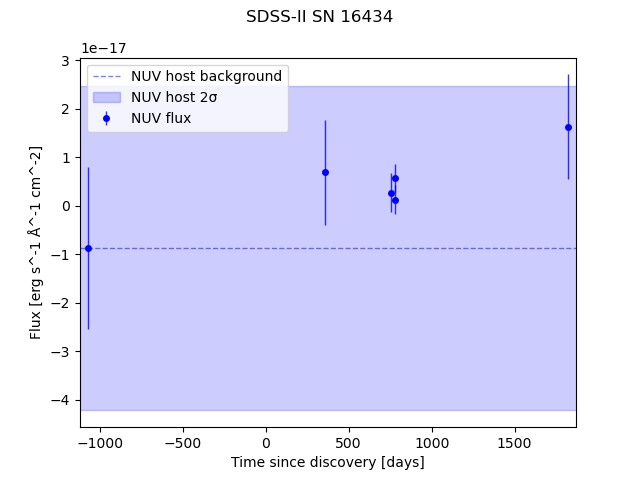 SDSS-II SN 16434
1e−17
NUV host background
NUV host 2σ
NUV flux
3
2
1
0
−1
−2
−3
−4
Flux [erg s^-1 Å^-1 cm^-2]
−1000
−500
0
500
1000
1500
Time since discovery [days]